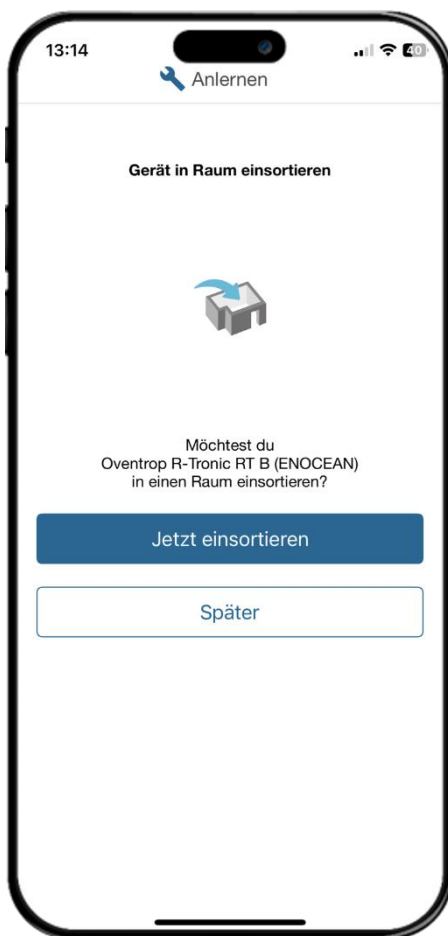 13:14
40
Anlernen
Gerät in Raum einsortieren
Möchtest du
Oventrop R-Tronic RT B (ENOCEAN)
in einen Raum einsortieren?
Jetzt einsortieren
Später